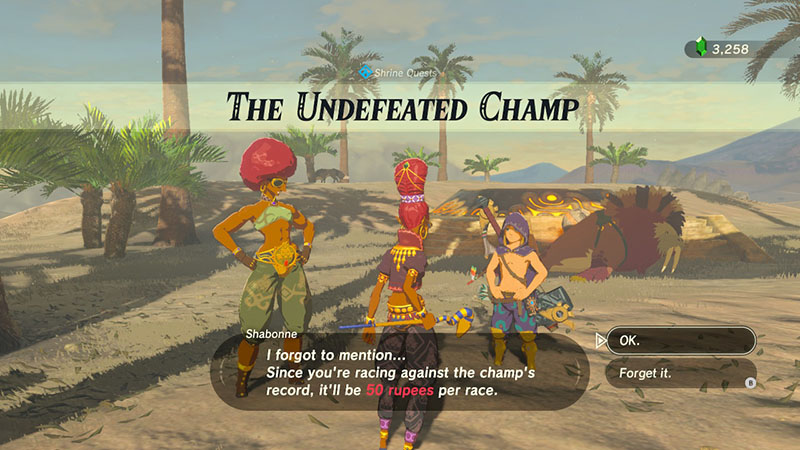 3,258
Shrine Quests
The Undefeated Champ
Shabonne
I forgot to mention...
Since you're racing against the champ's
record, it'll be 50 rupees per race.
OK.
Forget it.
B